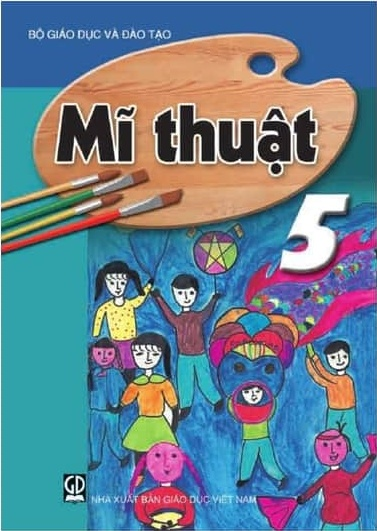 BỘ GIÁO DỤC VÀ ĐÀO TẠO
Mĩ thuật
5
GD
NHÀ XUẤT BẢN GIÁO DỤC VIỆT NAM